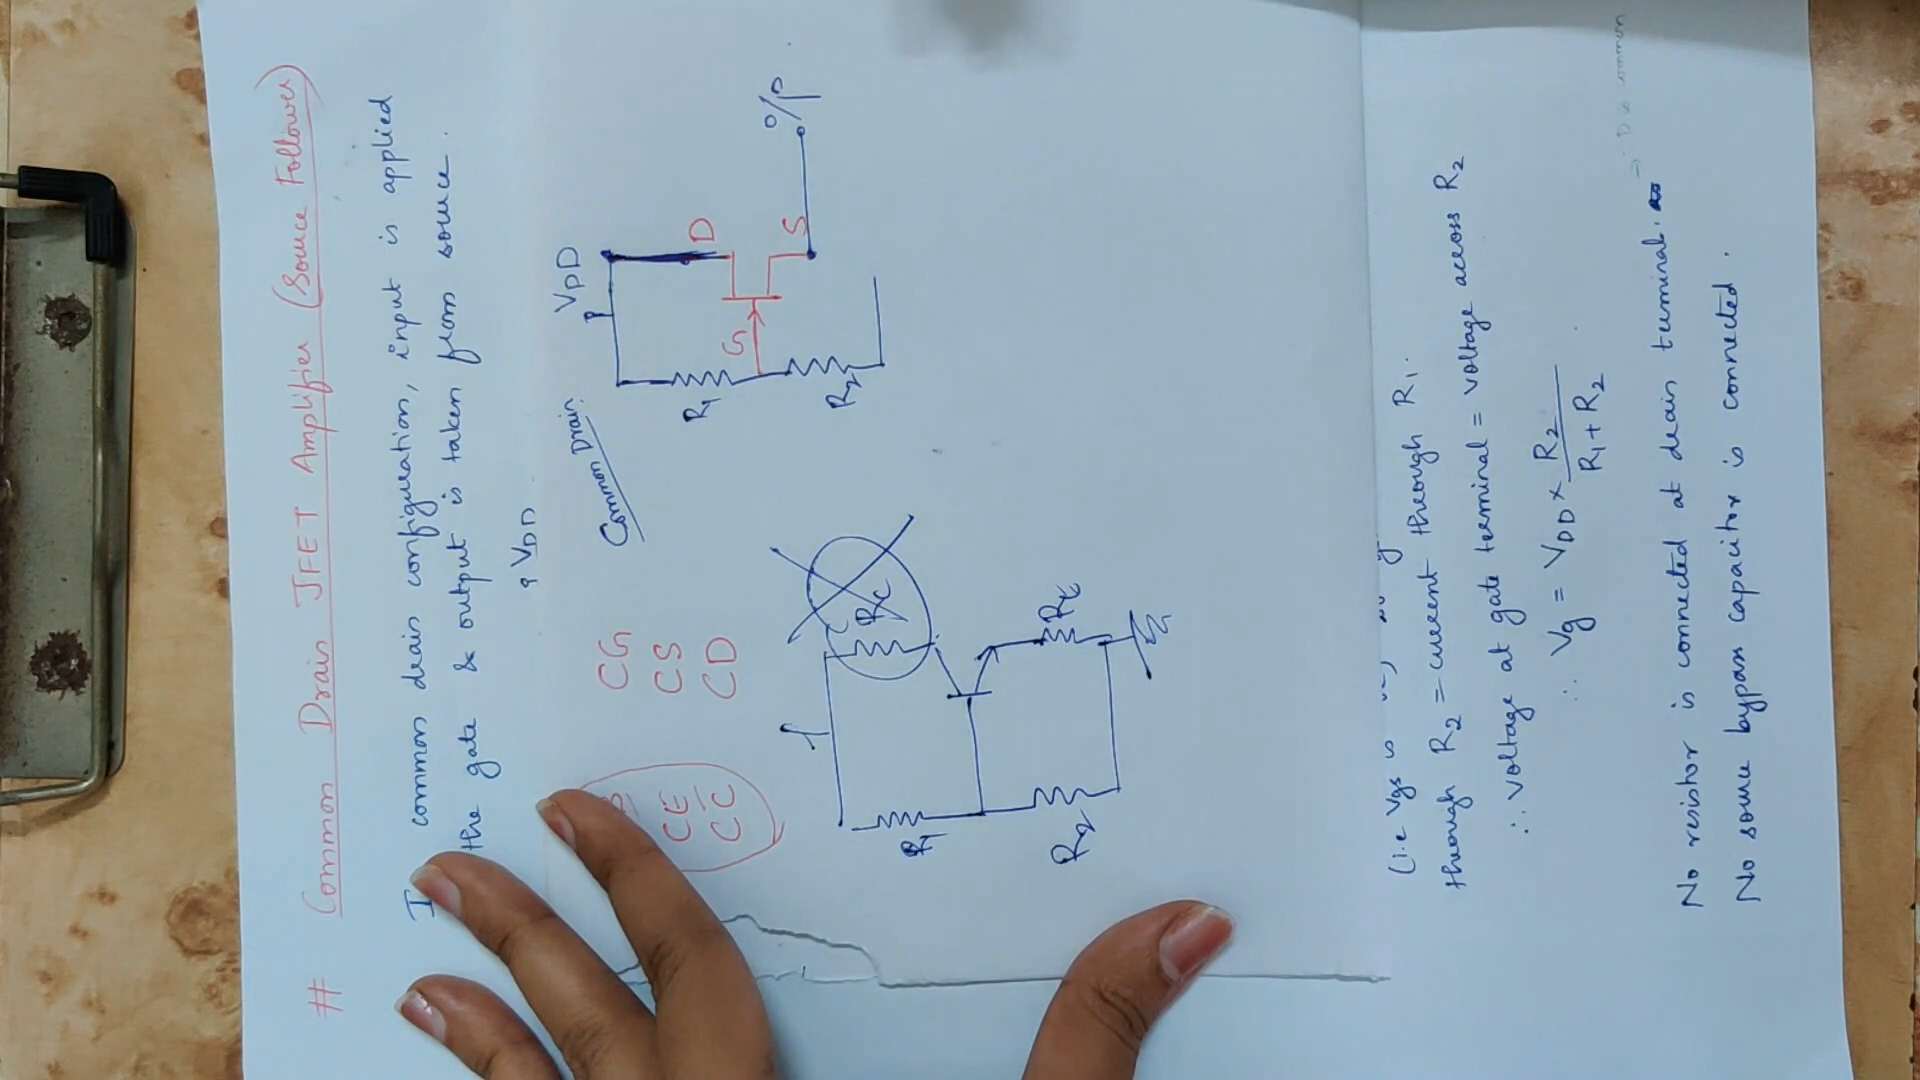 # Common Drain JFET Amplifier (Source Follower)
common drain configuration, input is applied
the gate & output is taken from source.
VDD
CG
CS
CD
CE
CC
Common Drain
VDD
D
G
S
o/p
R1
R2
RC
R1
R2
RE
(i.e Vgs is
through R2 = current through R1.
∴ voltage at gate terminal = voltage across R2
∴ Vg = VDD × R2 / R1 + R2
No resistor is connected at drain terminal.
No source bypass capacitor is connected.